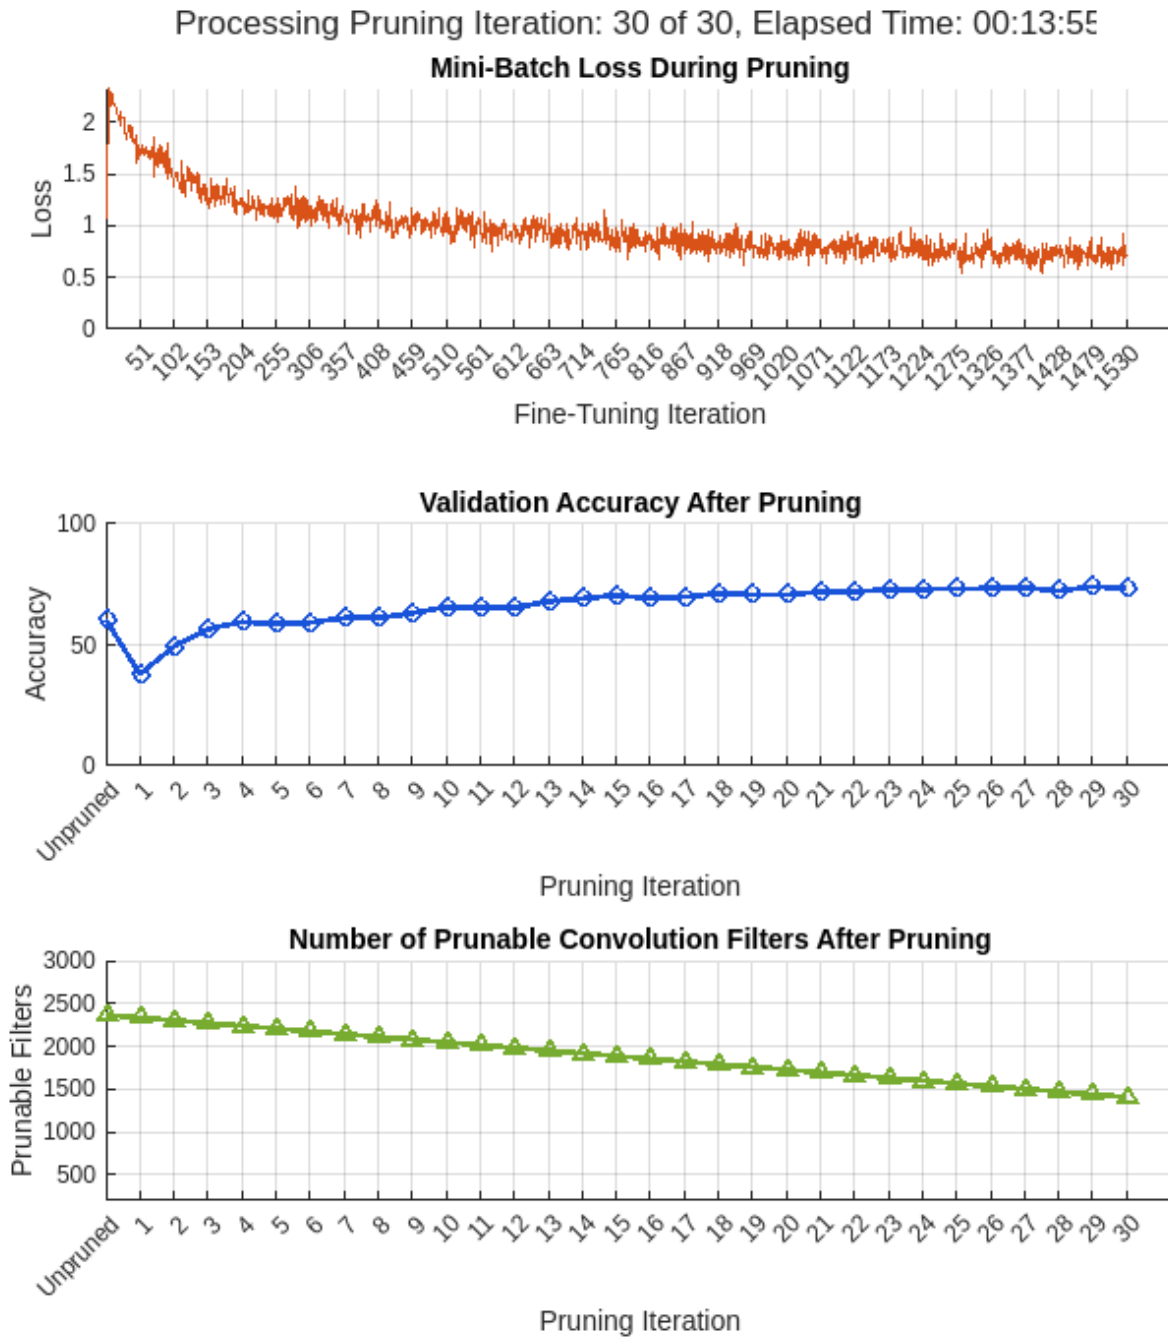 Processing Pruning Iteration: 30 of 30, Elapsed Time: 00:13:55
Mini-Batch Loss During Pruning
Loss
2
1.5
1
0.5
0
51 102 153 204 255 306 357 408 459 510 561 612 663 714 765 816 867 918 969 1020 1071 1122 1173 1224 1275 1326 1377 1428 1479 1530
Fine-Tuning Iteration
Validation Accuracy After Pruning
Accuracy
100
50
0
Unpruned 1 2 3 4 5 6 7 8 9 10 11 12 13 14 15 16 17 18 19 20 21 22 23 24 25 26 27 28 29 30
Pruning Iteration
Number of Prunable Convolution Filters After Pruning
Prunable Filters
3000
2500
2000
1500
1000
500
Unpruned 1 2 3 4 5 6 7 8 9 10 11 12 13 14 15 16 17 18 19 20 21 22 23 24 25 26 27 28 29 30
Pruning Iteration